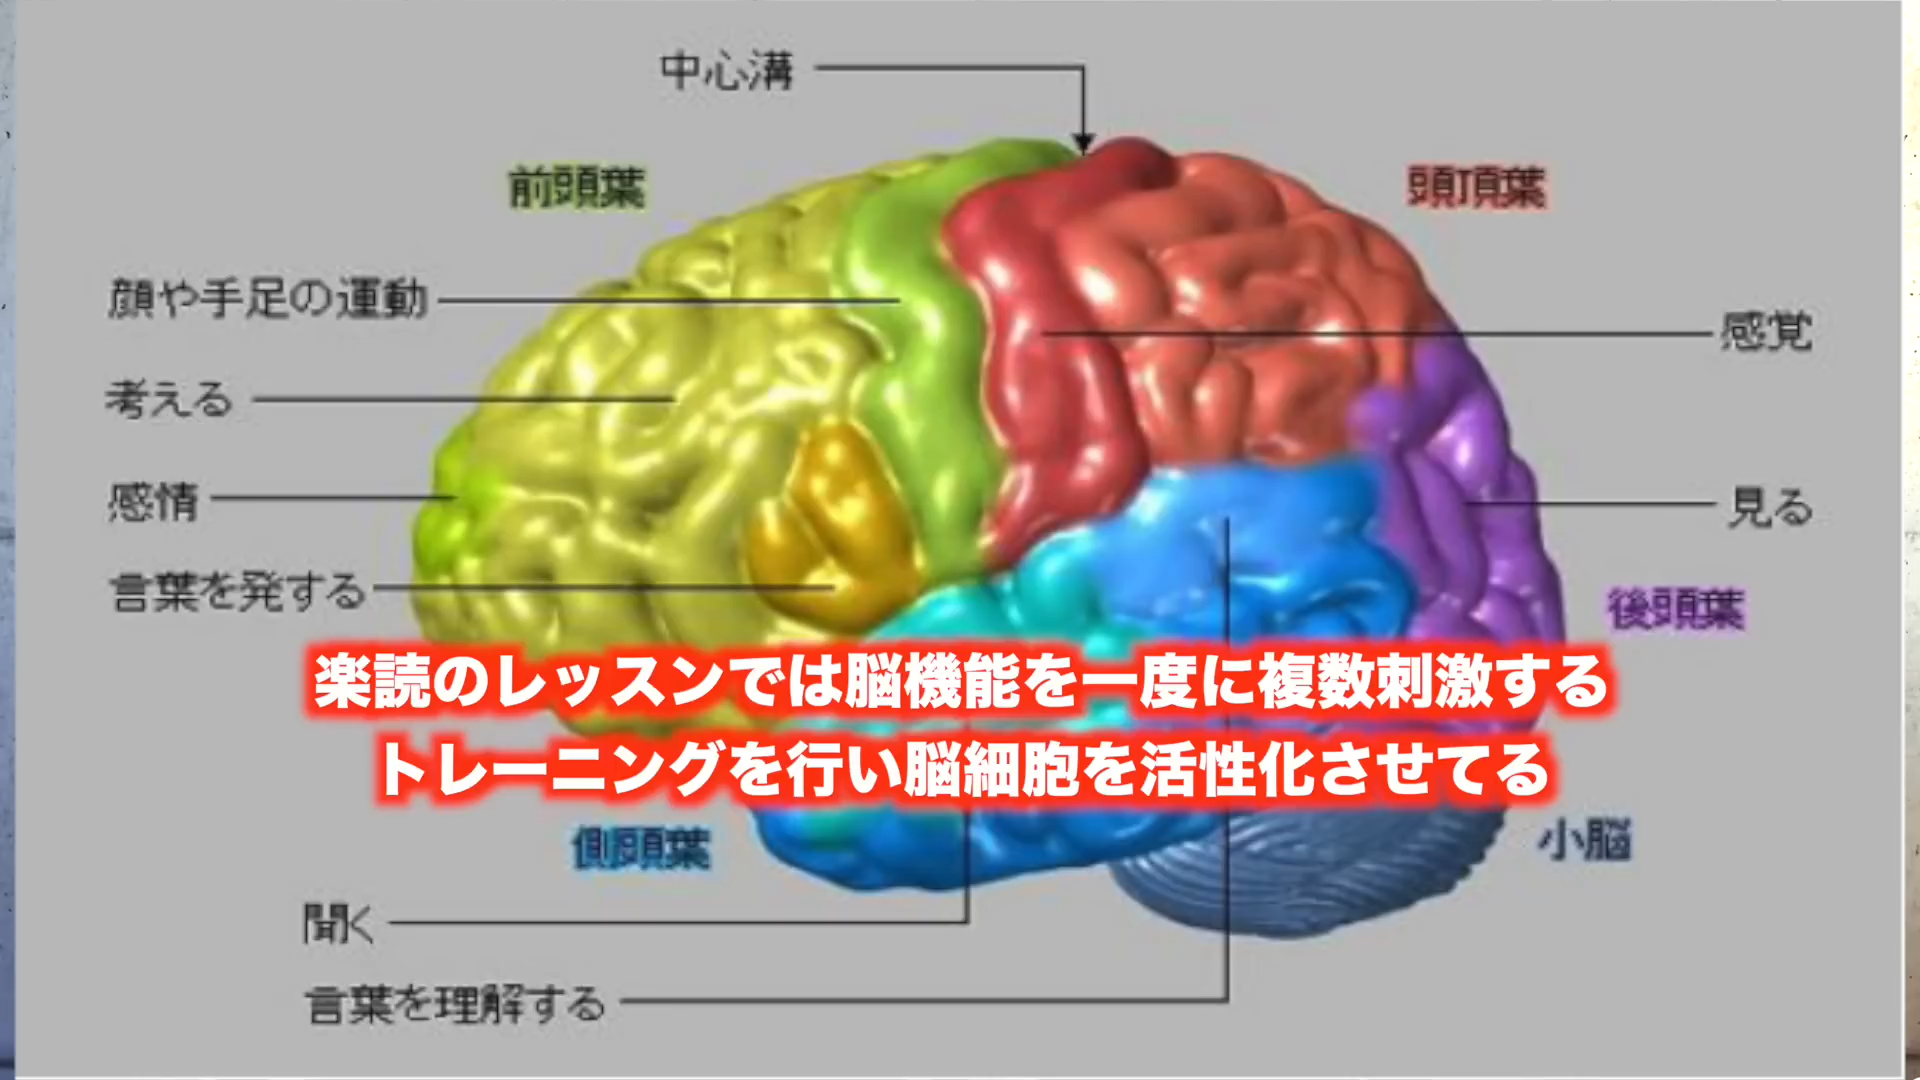 中心溝
前頭葉
頭頂葉
顔や手足の運動
感覚
考える
感情
見る
言葉を発する
後頭葉
楽読のレッスンでは脳機能を一度に複数刺激する
トレーニングを行い脳細胞を活性化させてる
側頭葉
小脳
聞く
言葉を理解する